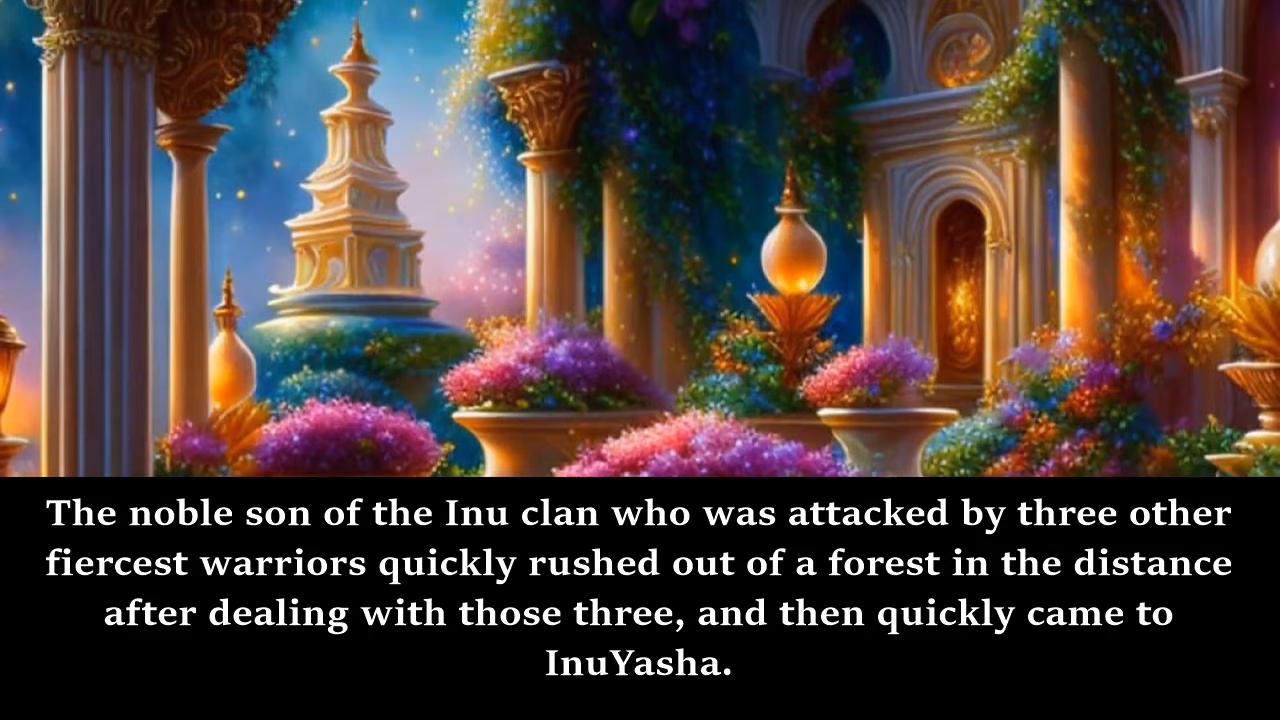 The noble son of the Inu clan who was attacked by three other
fiercest warriors quickly rushed out of a forest in the distance
after dealing with those three, and then quickly came to
InuYasha.